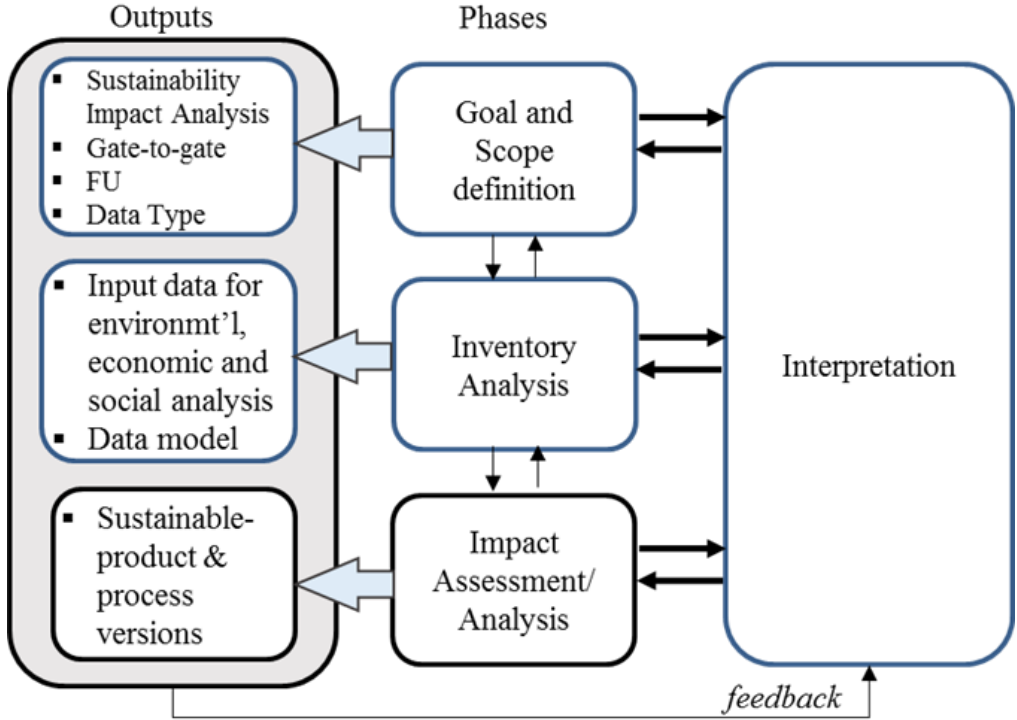 Outputs
Phases
▪ Sustainability
Impact Analysis
▪ Gate-to-gate
▪ FU
▪ Data Type
Goal and
Scope
definition
▪ Input data for
environmt’l,
economic and
social analysis
▪ Data model
Inventory
Analysis
Interpretation
▪ Sustainable-
product &
process
versions
Impact
Assessment/
Analysis
feedback